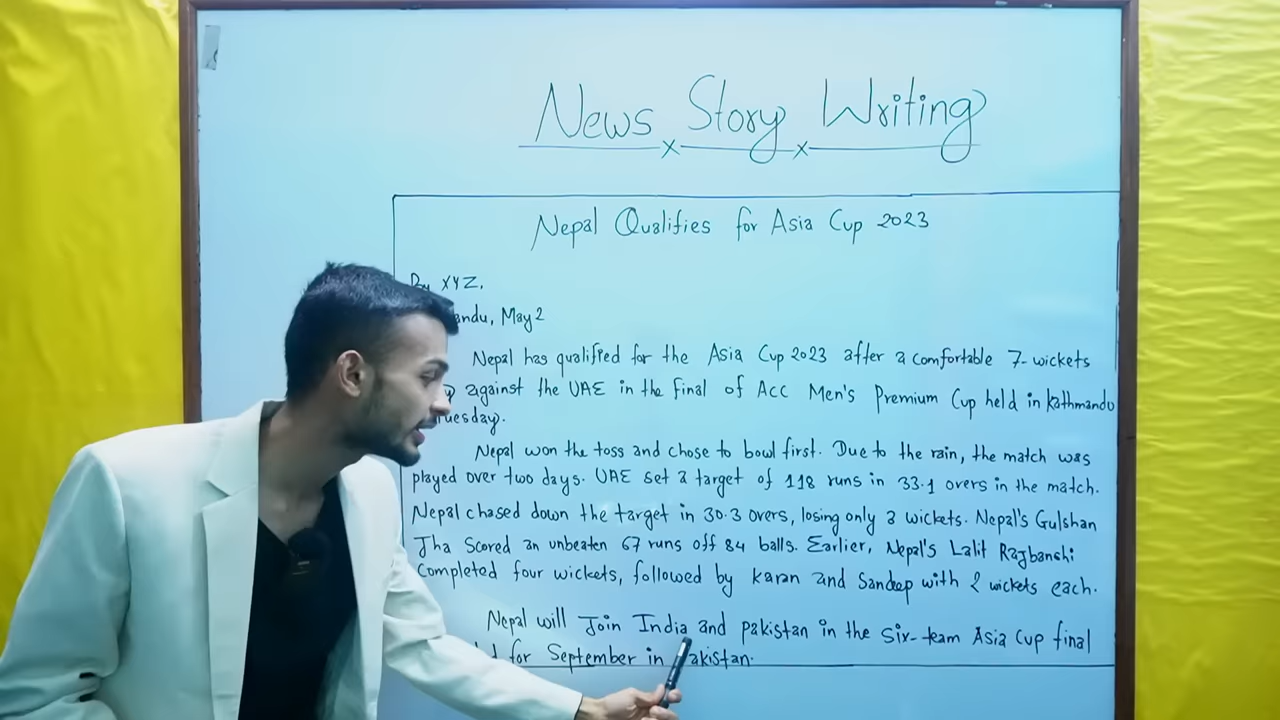 News Story Writing
Nepal Qualifies for Asia Cup 2023
By XYZ.
andu, May 2
Nepal has qualified for the Asia Cup 2023 after a comfortable 7-wickets
against the UAE in the final of ACC Men's Premium Cup held in Kathmandu
uesday.
Nepal won the toss and chose to bowl first. Due to the rain, the match was
played over two days. UAE set a target of 118 runs in 33.1 overs in the match.
Nepal chased down the target in 30.3 overs, losing only 3 wickets. Nepal's Gulshan
Jha Scored an unbeaten 67 runs off 84 balls. Earlier, Nepal's Lalit Rajbanshi
Completed four wickets, followed by Karan and Sandeep with 2 wickets each.
Nepal will Join India and Pakistan in the Six-team Asia Cup final
for September in akistan.